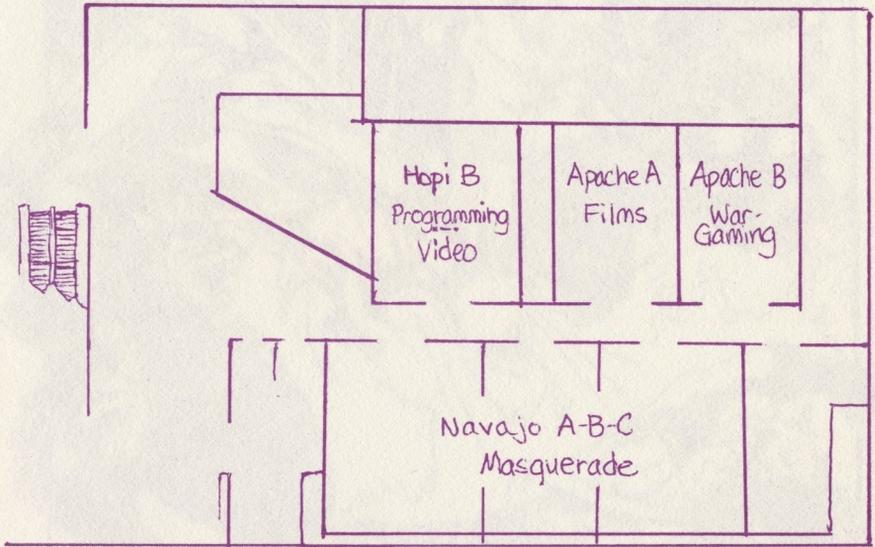 Hopi B
Programming
Video
Apache A
Films
Apache B
War-
Gaming
Navajo A-B-C
Masquerade